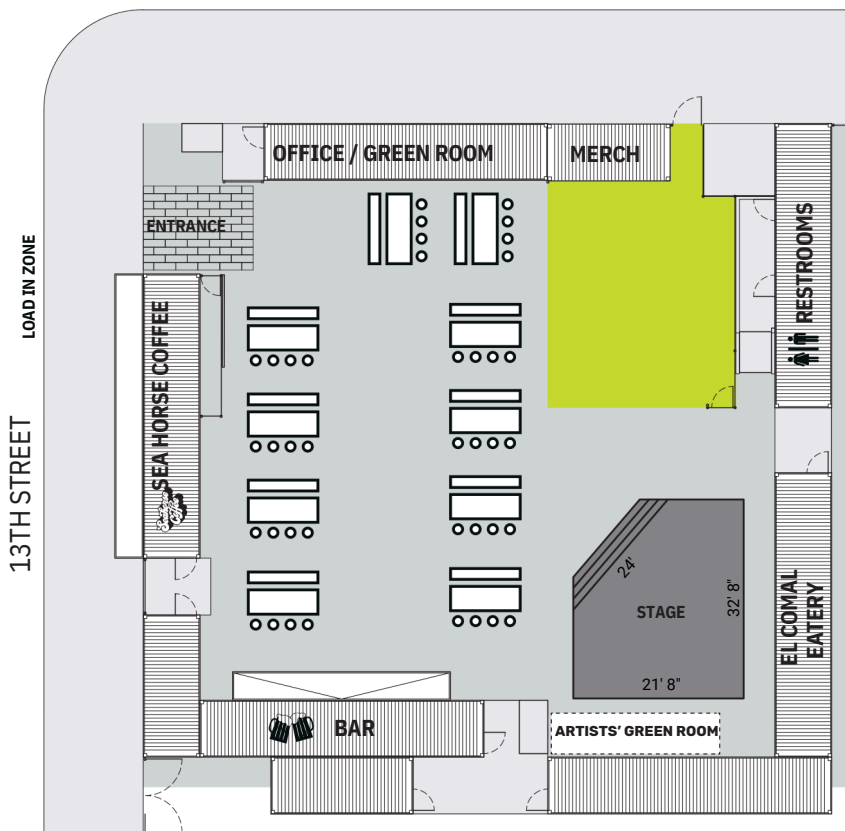 OFFICE / GREEN ROOM
MERCH
ENTRANCE
LOAD IN ZONE
RESTROOMS
SEA HORSE COFFEE
13TH STREET
24'
32' 8"
STAGE
21' 8"
EL COMAL
EATERY
BAR
ARTISTS’ GREEN ROOM